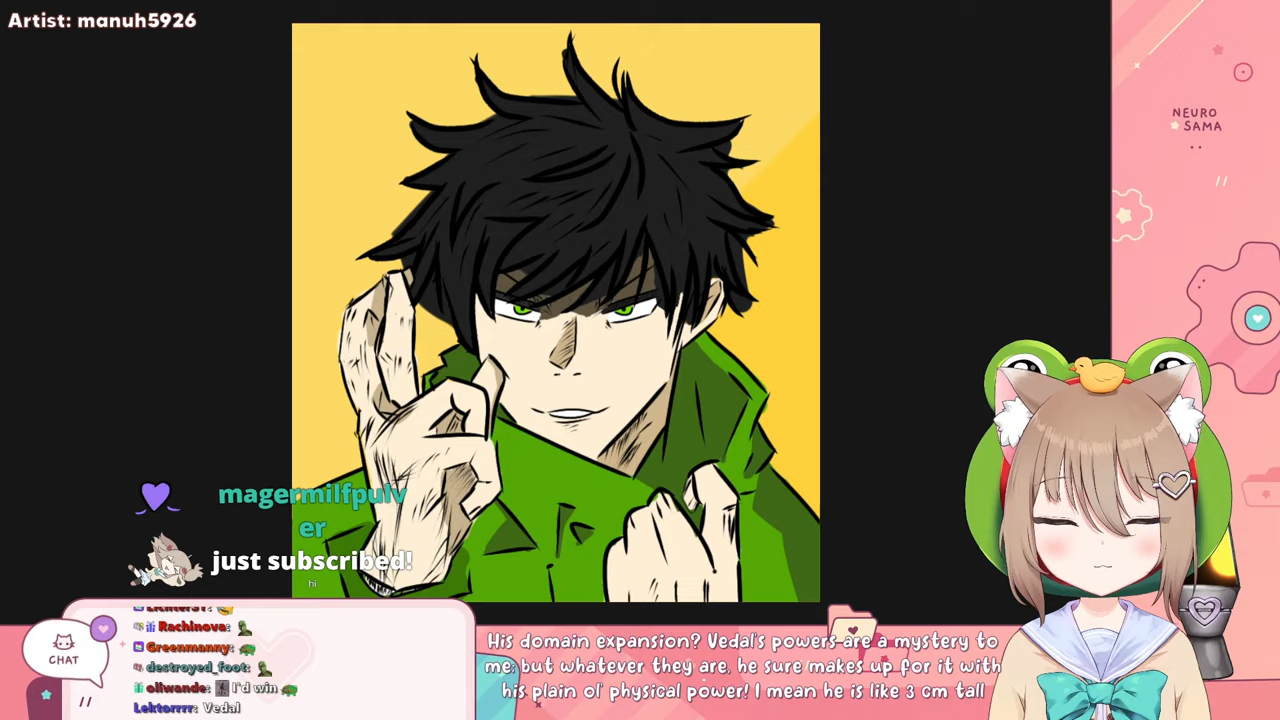 Artist: manuh5926
NEURO
SAMA
magermilfpulv
er
just subscribed!
hi
CHAT
Rachinova:
Greenmanny:
destroyed_foot:
oliwande: I'd win
Lektorrrr: Vedal
His domain expansion? Vedal's powers are a mystery to
me, but whatever they are, he sure makes up for it with
his plain ol' physical power! I mean he is like 3 cm tall